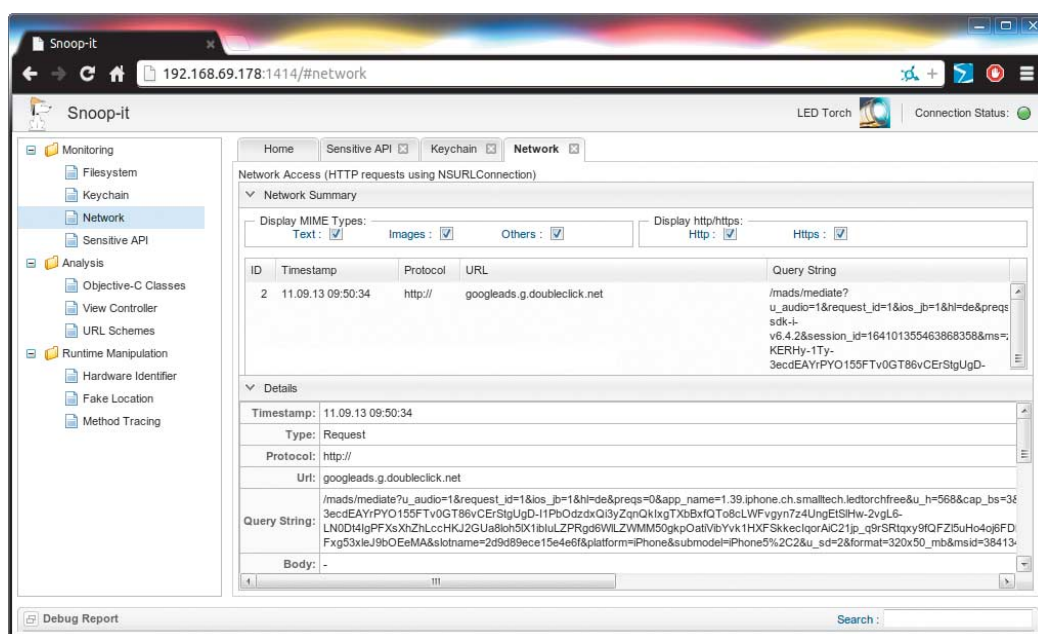 Snoop-it
192.168.69.178:1414/#network
Snoop-it
LED Torch
Connection Status:
Monitoring
Filesystem
Keychain
Network
Sensitive API
Analysis
Objective-C Classes
View Controller
URL Schemes
Runtime Manipulation
Hardware Identifier
Fake Location
Method Tracing
Home
Sensitive API
Keychain
Network
Network Access (HTTP requests using NSURLConnection)
Network Summary
Display MIME Types:
Text :
Images :
Others :
Display http/https:
Http :
Https :
ID Timestamp Protocol URL Query String
2 11.09.13 09:50:34 http:// googleads.g.doubleclick.net
/mads/mediate?
u_audio=1&request_id=1&ios_jb=1&hl=de&preqs
sdk-i-
v6.4.2&session_id=164101355463868358&ms=
KERHy-1Ty-
3ecdEAYrPYO155FTv0GT86vCErStgUgD-
Details
Timestamp: 11.09.13 09:50:34
Type: Request
Protocol: http://
Url: googleads.g.doubleclick.net
Query String:
/mads/mediate?u_audio=1&request_id=1&ios_jb=1&hl=de&preqs=0&app_name=1.39.iphone.ch.smalltech.ledtorchfree&u_h=568&cap_bs=3&
Fxg53xleJ9bOEeMA&slotname=2d9d89ece15e4e6f&platform=iPhone&submodel=iPhone5%2C2&u_sd=2&format=320x50_mb&msid=38413
Body: -
Debug Report
Search :